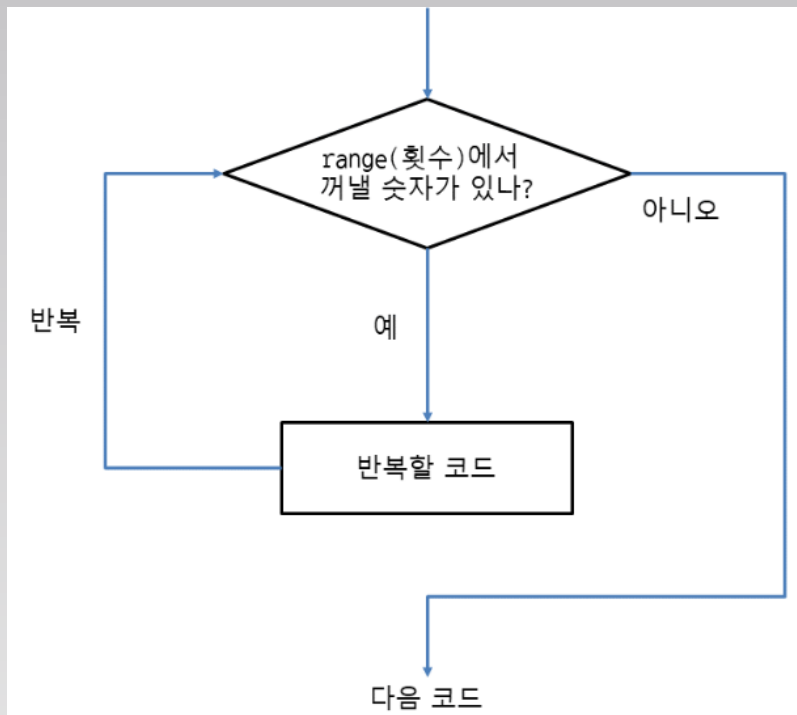 range(횟수)에서
꺼낼 숫자가 있나?
아니오
반복
예
반복할 코드
다음 코드